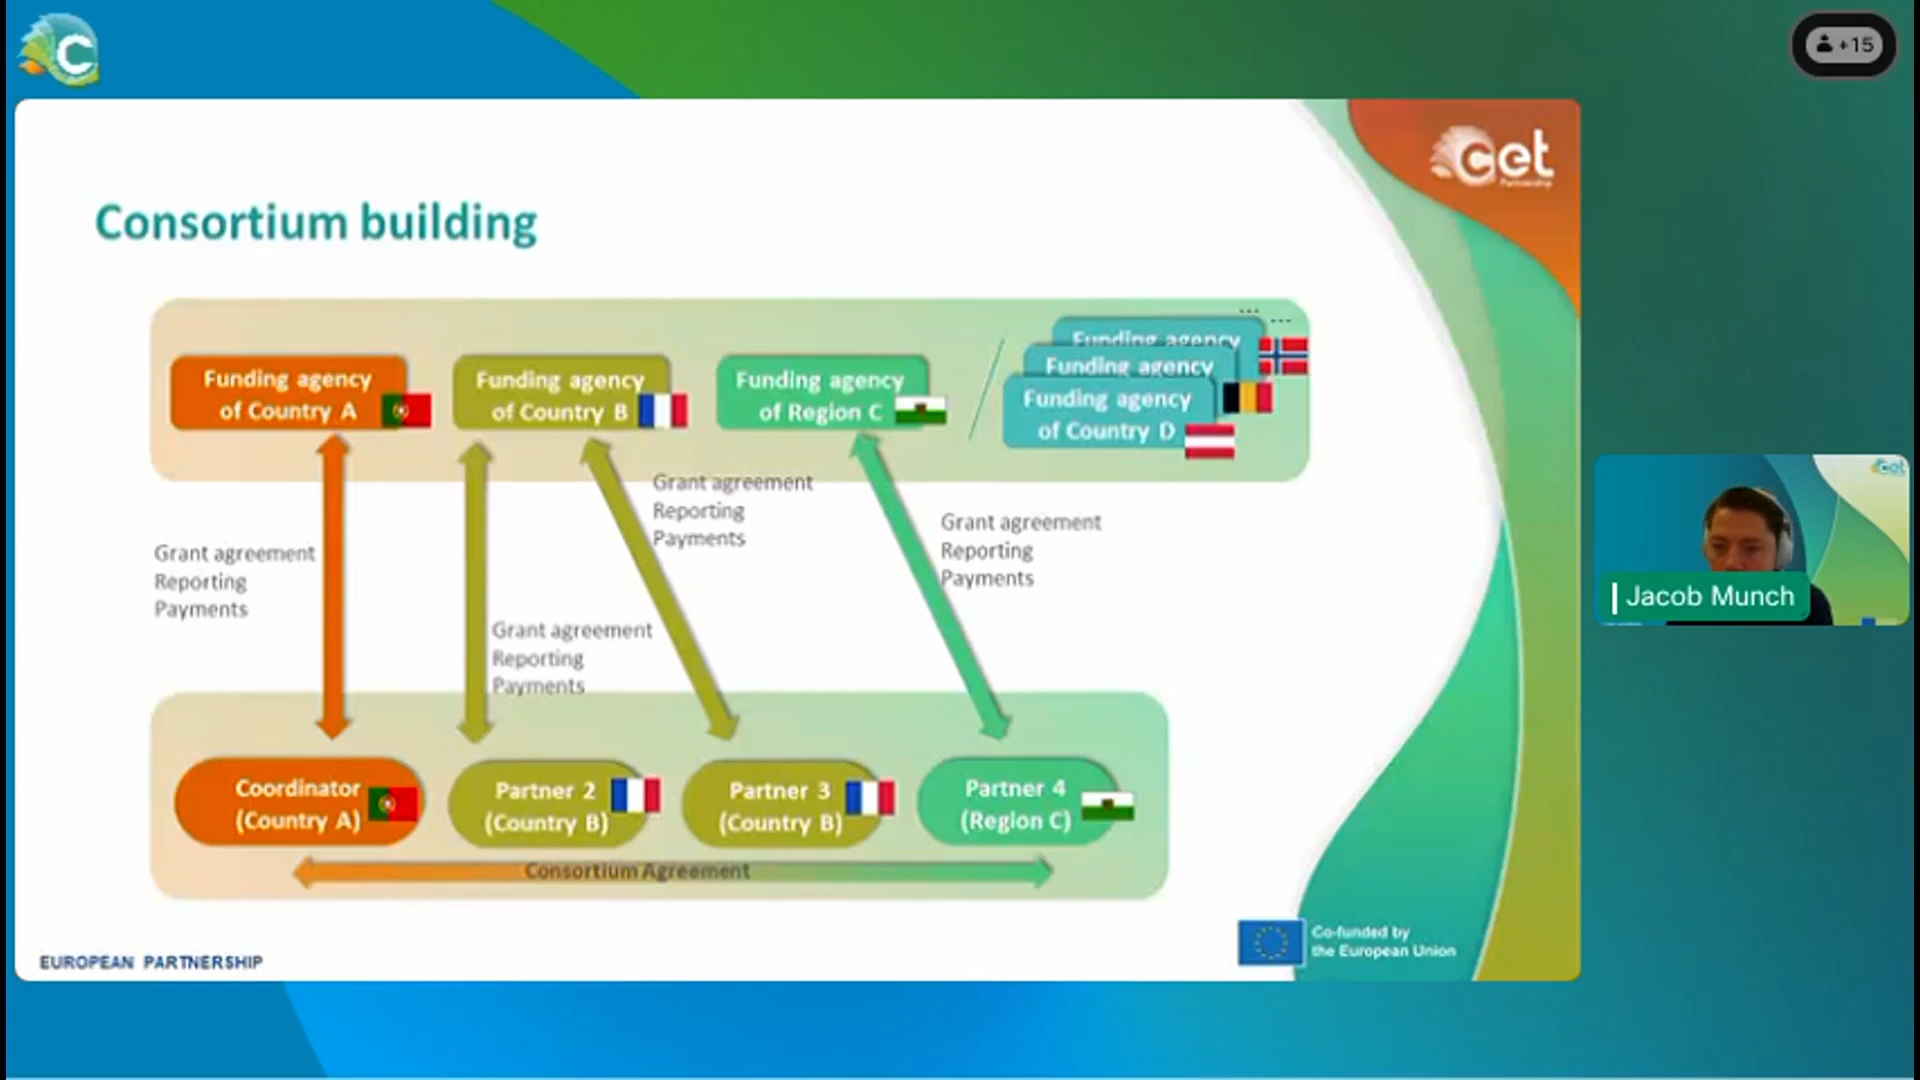 C
+15
cet
Partnership
Consortium building
... ...
Funding agency
of Country A
Funding agency
of Country B
Funding agency
of Region C
Funding agency
Funding agency
Funding agency
of Country D
Grant agreement
Reporting
Payments
Grant agreement
Reporting
Payments
Grant agreement
Reporting
Payments
Grant agreement
Reporting
Payments
Coordinator
(Country A)
Partner 2
(Country B)
Partner 3
(Country B)
Partner 4
(Region C)
Consortium Agreement
EUROPEAN PARTNERSHIP
Co-funded by
the European Union
cet
Jacob Munch